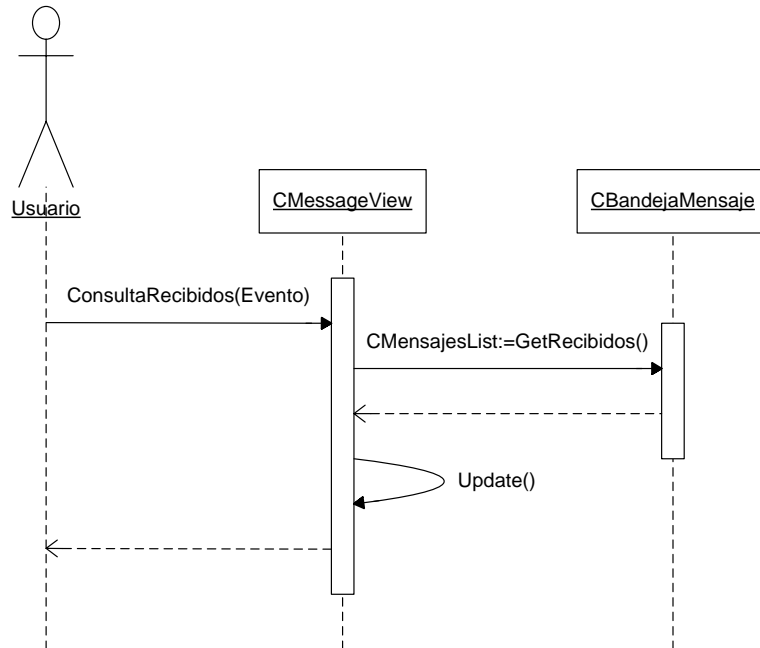 Usuario
CMessageView
CBandejaMensaje
ConsultaRecibidos(Evento)
CMensajesList:=GetRecibidos()
Update()